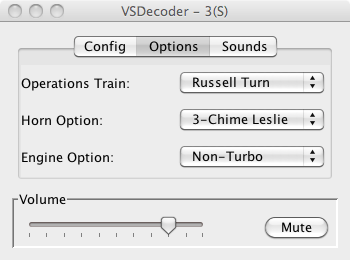 VSDecoder - 3(S)
Config Options Sounds
Operations Train: Russell Turn
Horn Option: 3-Chime Leslie
Engine Option: Non-Turbo
Volume
Mute